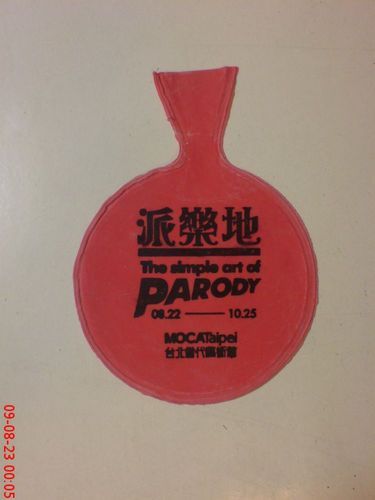 派樂地
The simple art of
PARODY
08.22 —— 10.25
MOCATaipei
台北當代藝術館
09-08-23 00:05